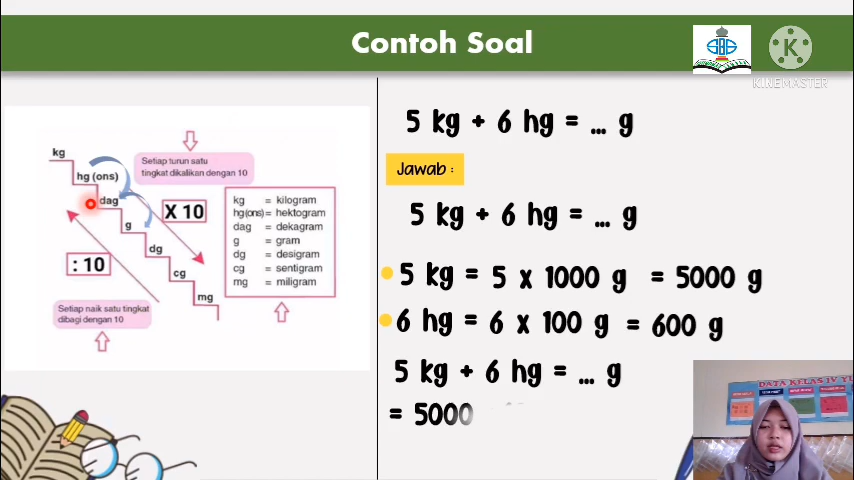 Contoh Soal
SBS
K
KINEMASTER
kg
hg (ons)
dag
g
dg
cg
mg
Setiap turun satu
tingkat dikalikan dengan 10
X 10
: 10
Setiap naik satu tingkat
dibagi dengan 10
kg = kilogram
hg(ons) = hektogram
dag = dekagram
g = gram
dg = desigram
cg = sentigram
mg = miligram
5 kg + 6 hg = ... g
Jawab :
5 kg + 6 hg = ... g
5 kg = 5 x 1000 g = 5000 g
6 hg = 6 x 100 g = 600 g
5 kg + 6 hg = ... g
= 5000
DATA KELAS IV